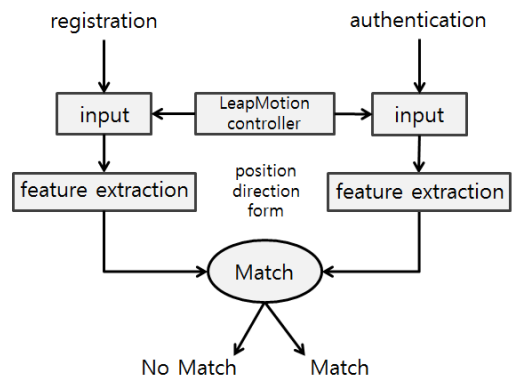 registration
authentication
input
LeapMotion
controller
input
feature extraction
position
direction
form
feature extraction
Match
No Match
Match